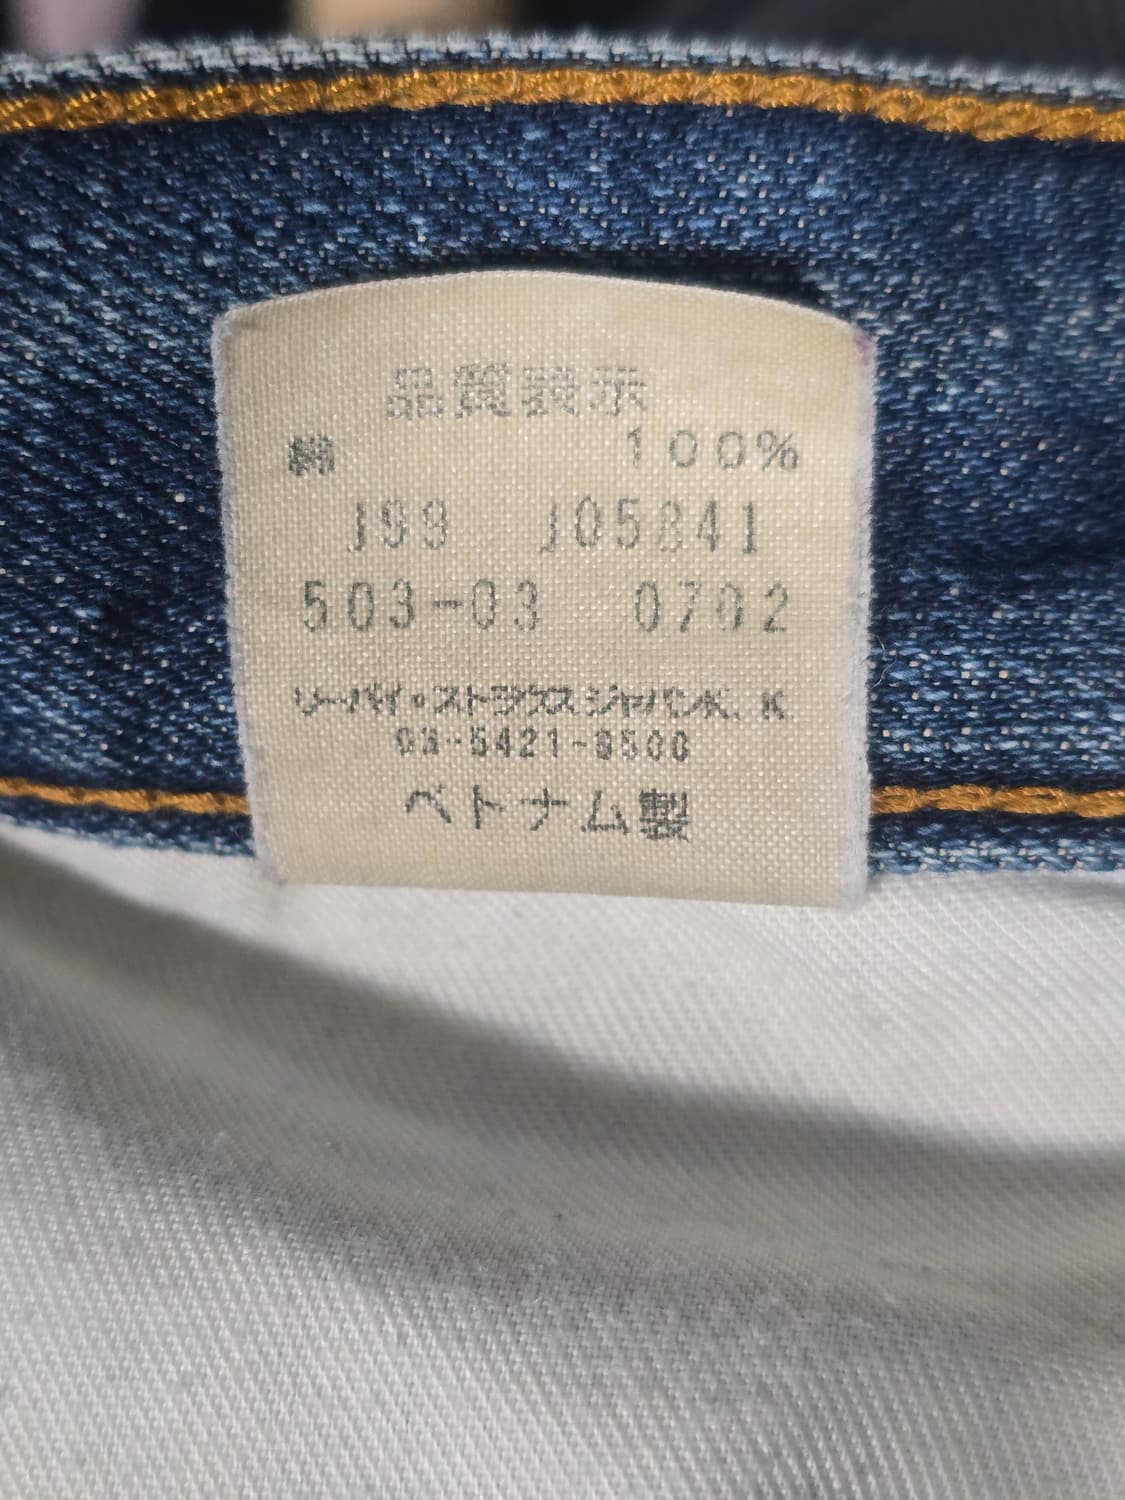 品質表示
綿 100%
J99 J05841
503-03 0702
リーバイ・ストラウスジャパンK. K
03-5421-8500
ベトナム製